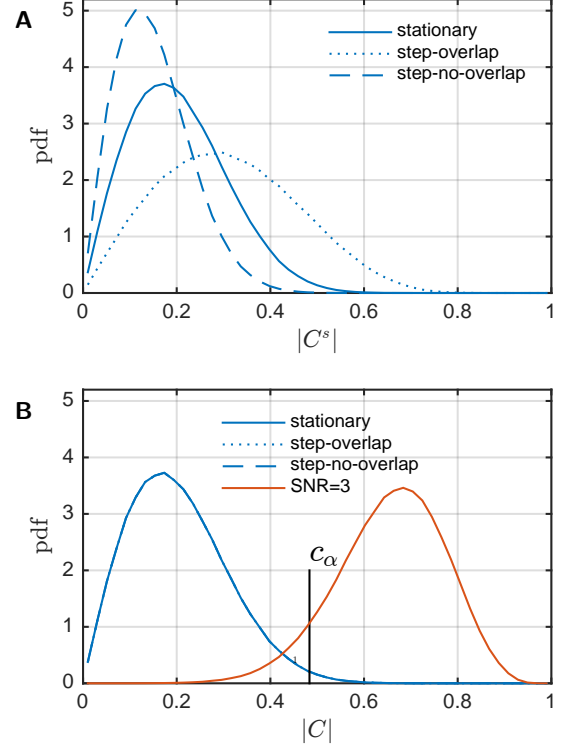 A
5
4
3
2
1
0
pdf
stationary
step-overlap
step-no-overlap
0 0.2 0.4 0.6 0.8 1
|C^s|
B
5
4
3
2
1
0
pdf
stationary
step-overlap
step-no-overlap
SNR=3
c_α
0 0.2 0.4 0.6 0.8 1
|C|